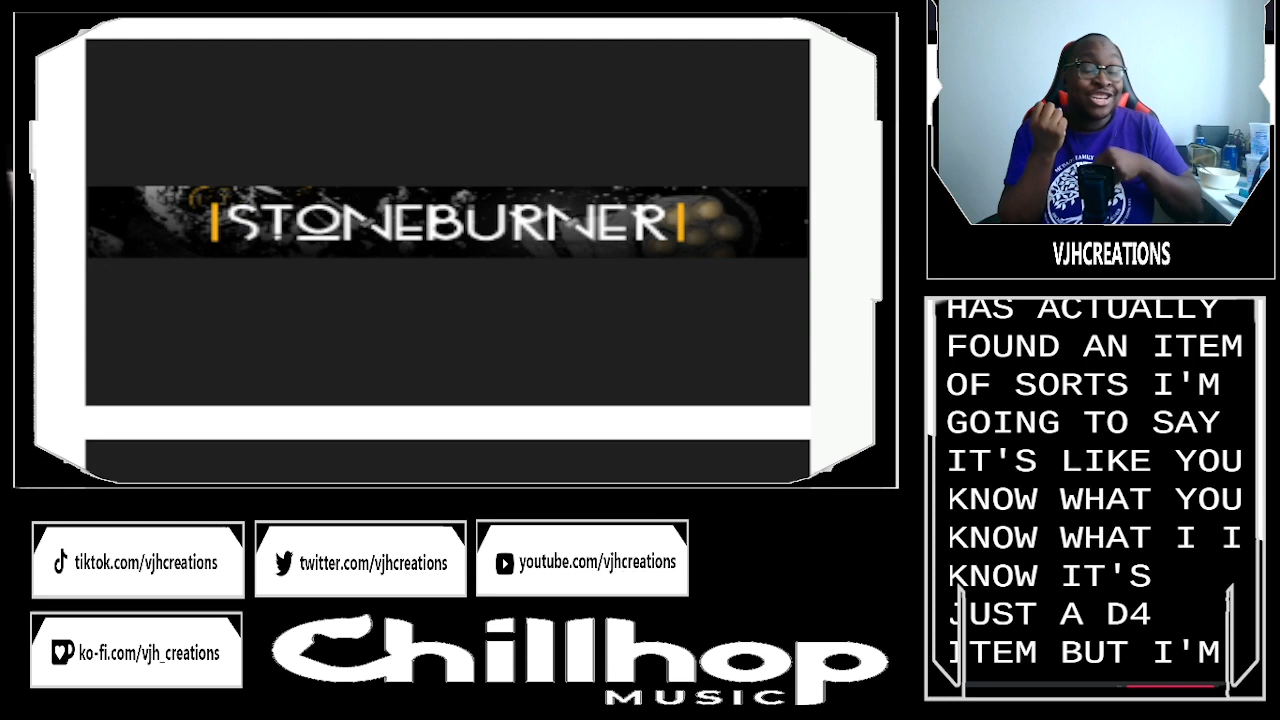 |STONEBURNER|
VJHCREATIONS
HAS ACTUALLY
FOUND AN ITEM
OF SORTS I'M
GOING TO SAY
IT'S LIKE YOU
KNOW WHAT YOU
KNOW WHAT I I
KNOW IT'S
JUST A D4
ITEM BUT I'M
tiktok.com/vjhcreations
twitter.com/vjhcreations
youtube.com/vjhcreations
ko-fi.com/vjh_creations
Chillhop
MUSIC